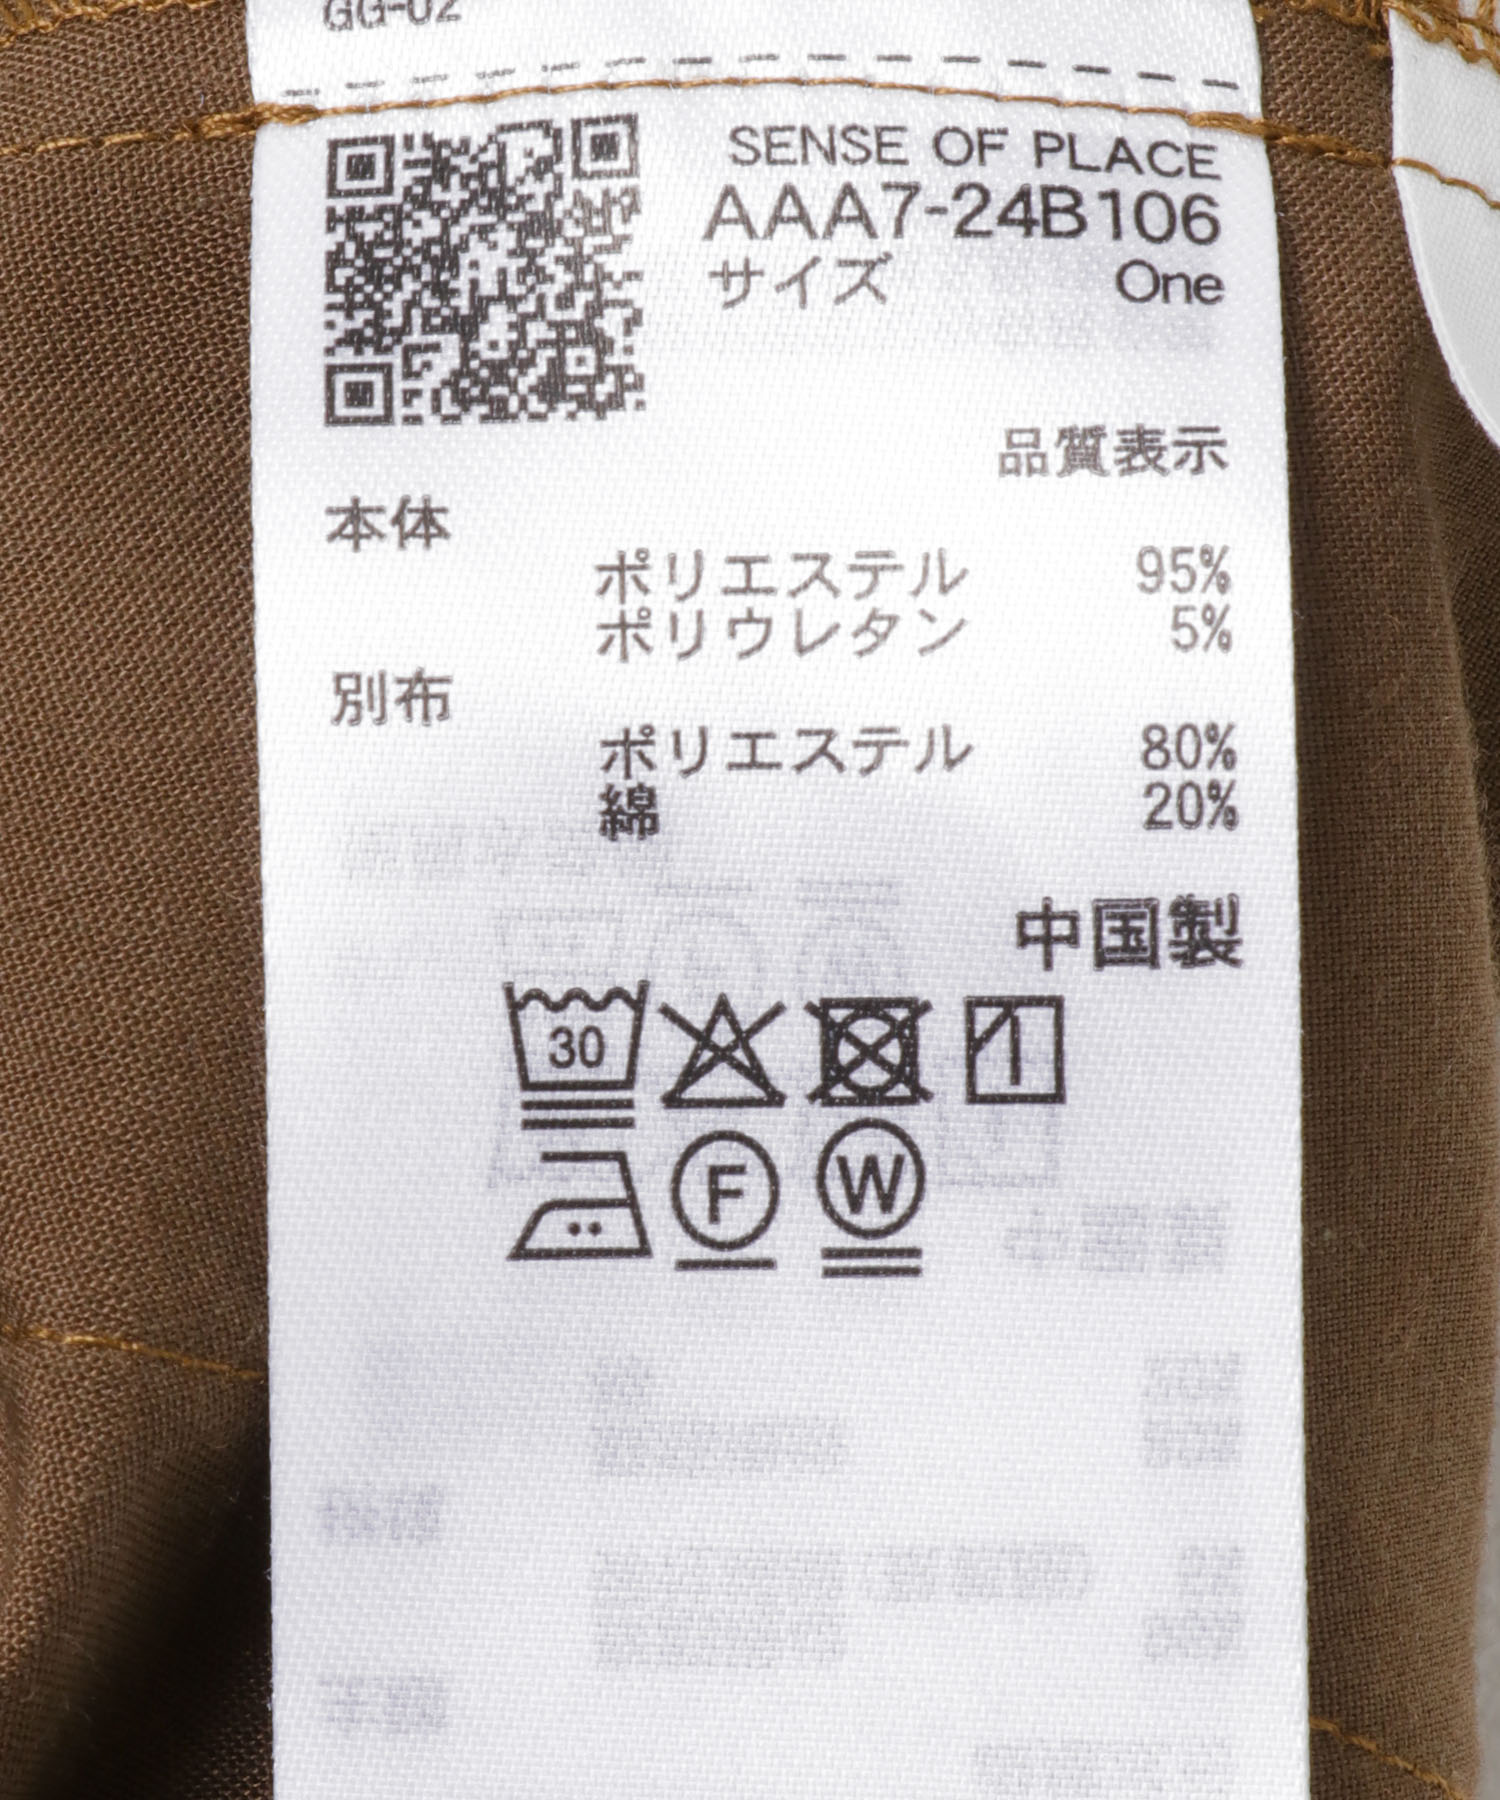 GG-02
SENSE OF PLACE
AAA7-24B106
サイズ One
品質表示
本体
ポリエステル 95%
ポリウレタン 5%
別布
ポリエステル 80%
綿 20%
中国製
30
F W